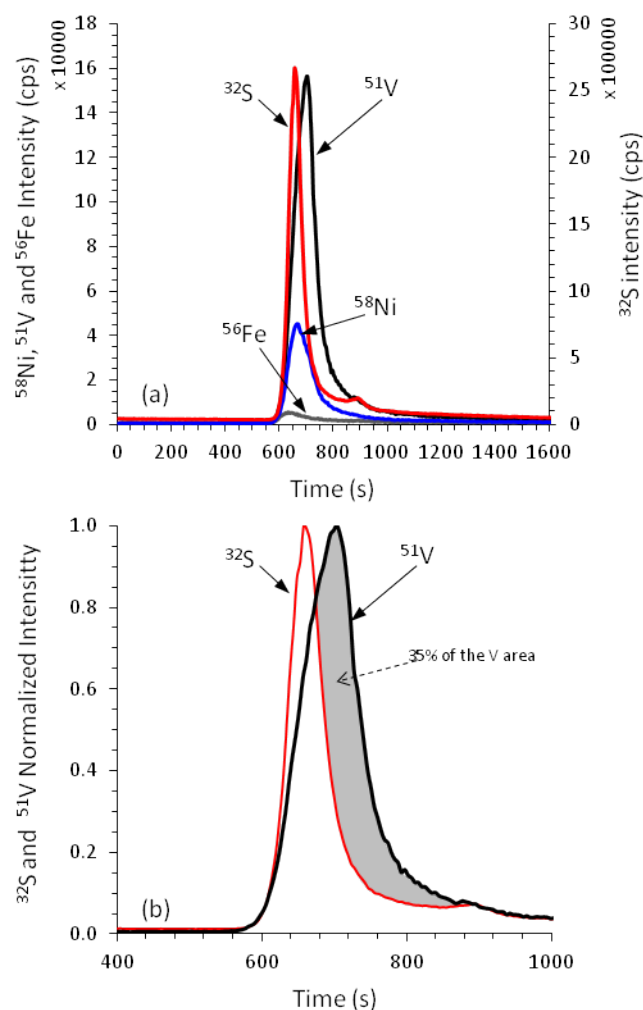 ⁵⁸Ni, ⁵¹V and ⁵⁶Fe Intensity (cps)
x 10000
18
16
14
12
10
8
6
4
2
0
³²S
⁵¹V
⁵⁸Ni
⁵⁶Fe
(a)
30
25
20
15
10
5
0
x 100000
³²S intensity (cps)
0 200 400 600 800 1000 1200 1400 1600
Time (s)
³²S and ⁵¹V Normalized Intensitty
1.0
0.8
0.6
0.4
0.2
0.0
³²S
⁵¹V
35% of the V area
(b)
400 600 800 1000
Time (s)